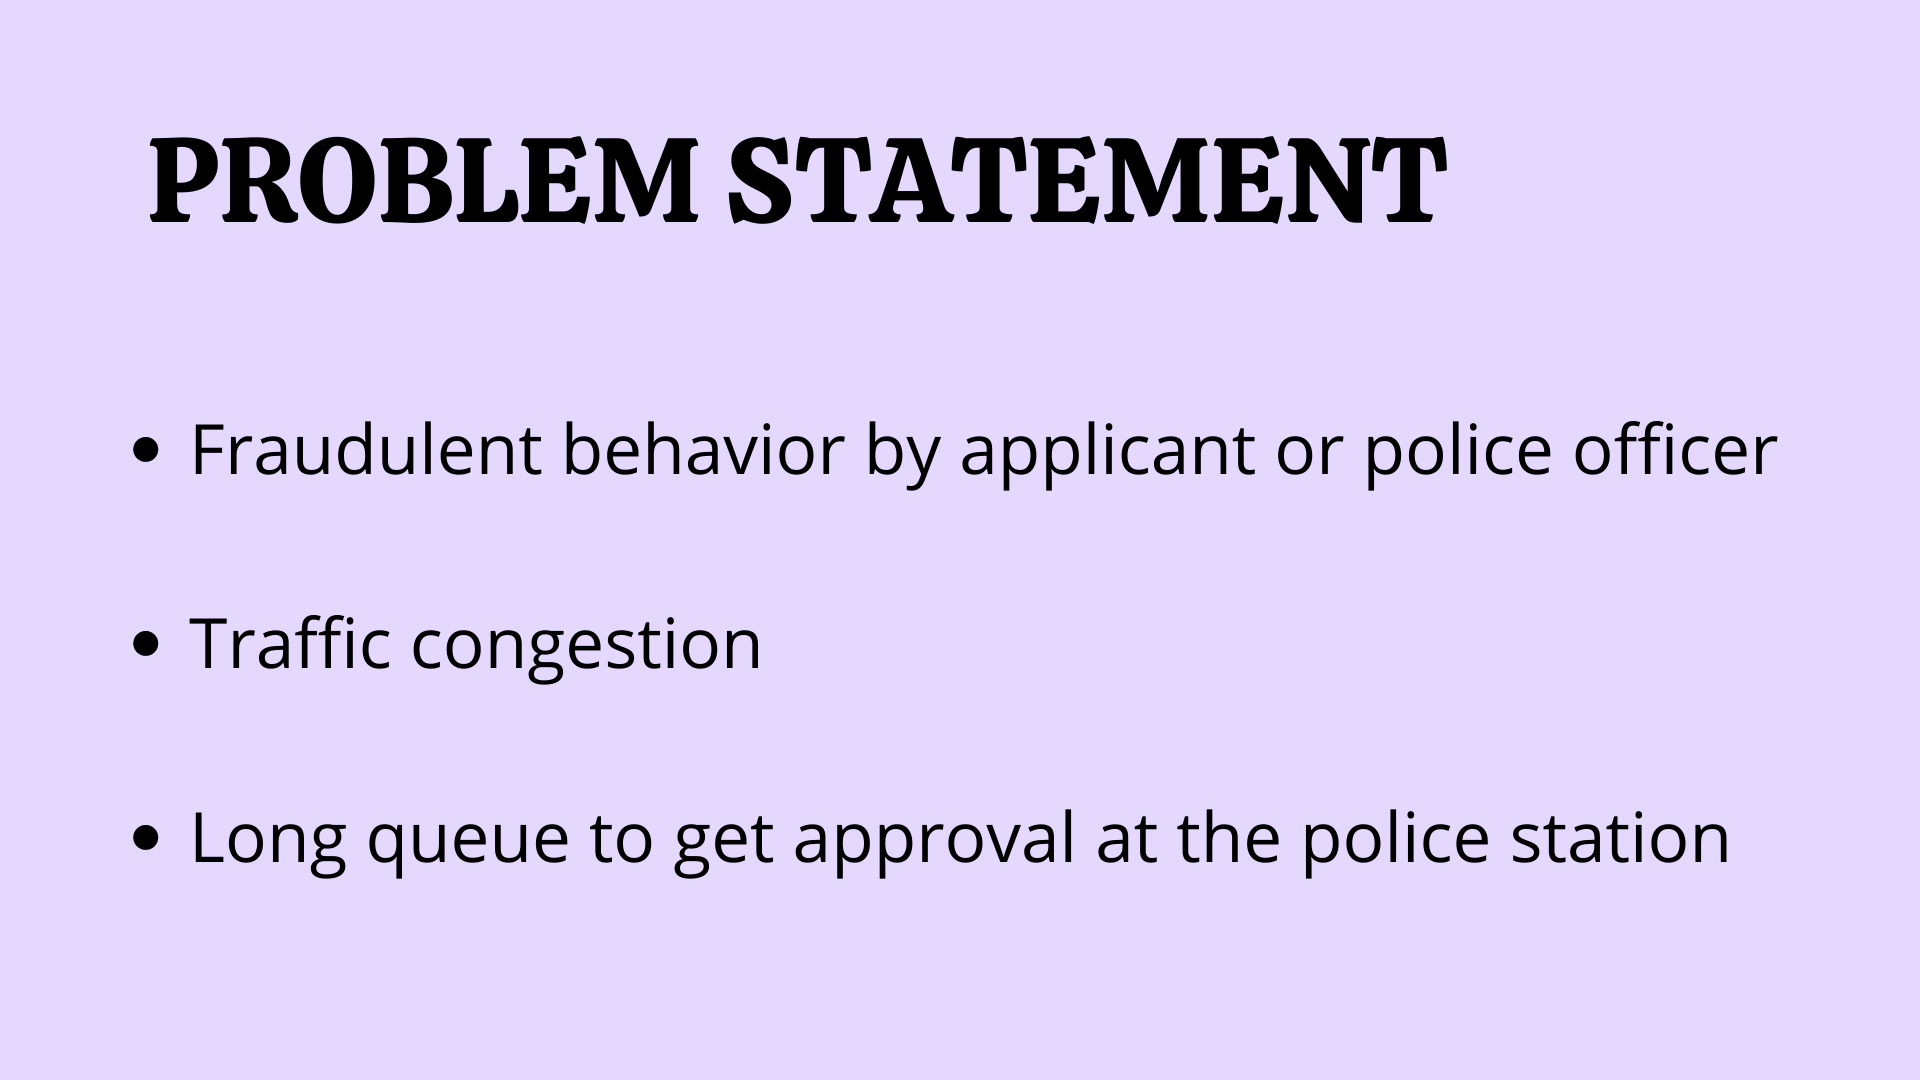 PROBLEM STATEMENT
• Fraudulent behavior by applicant or police officer
• Traffic congestion
• Long queue to get approval at the police station